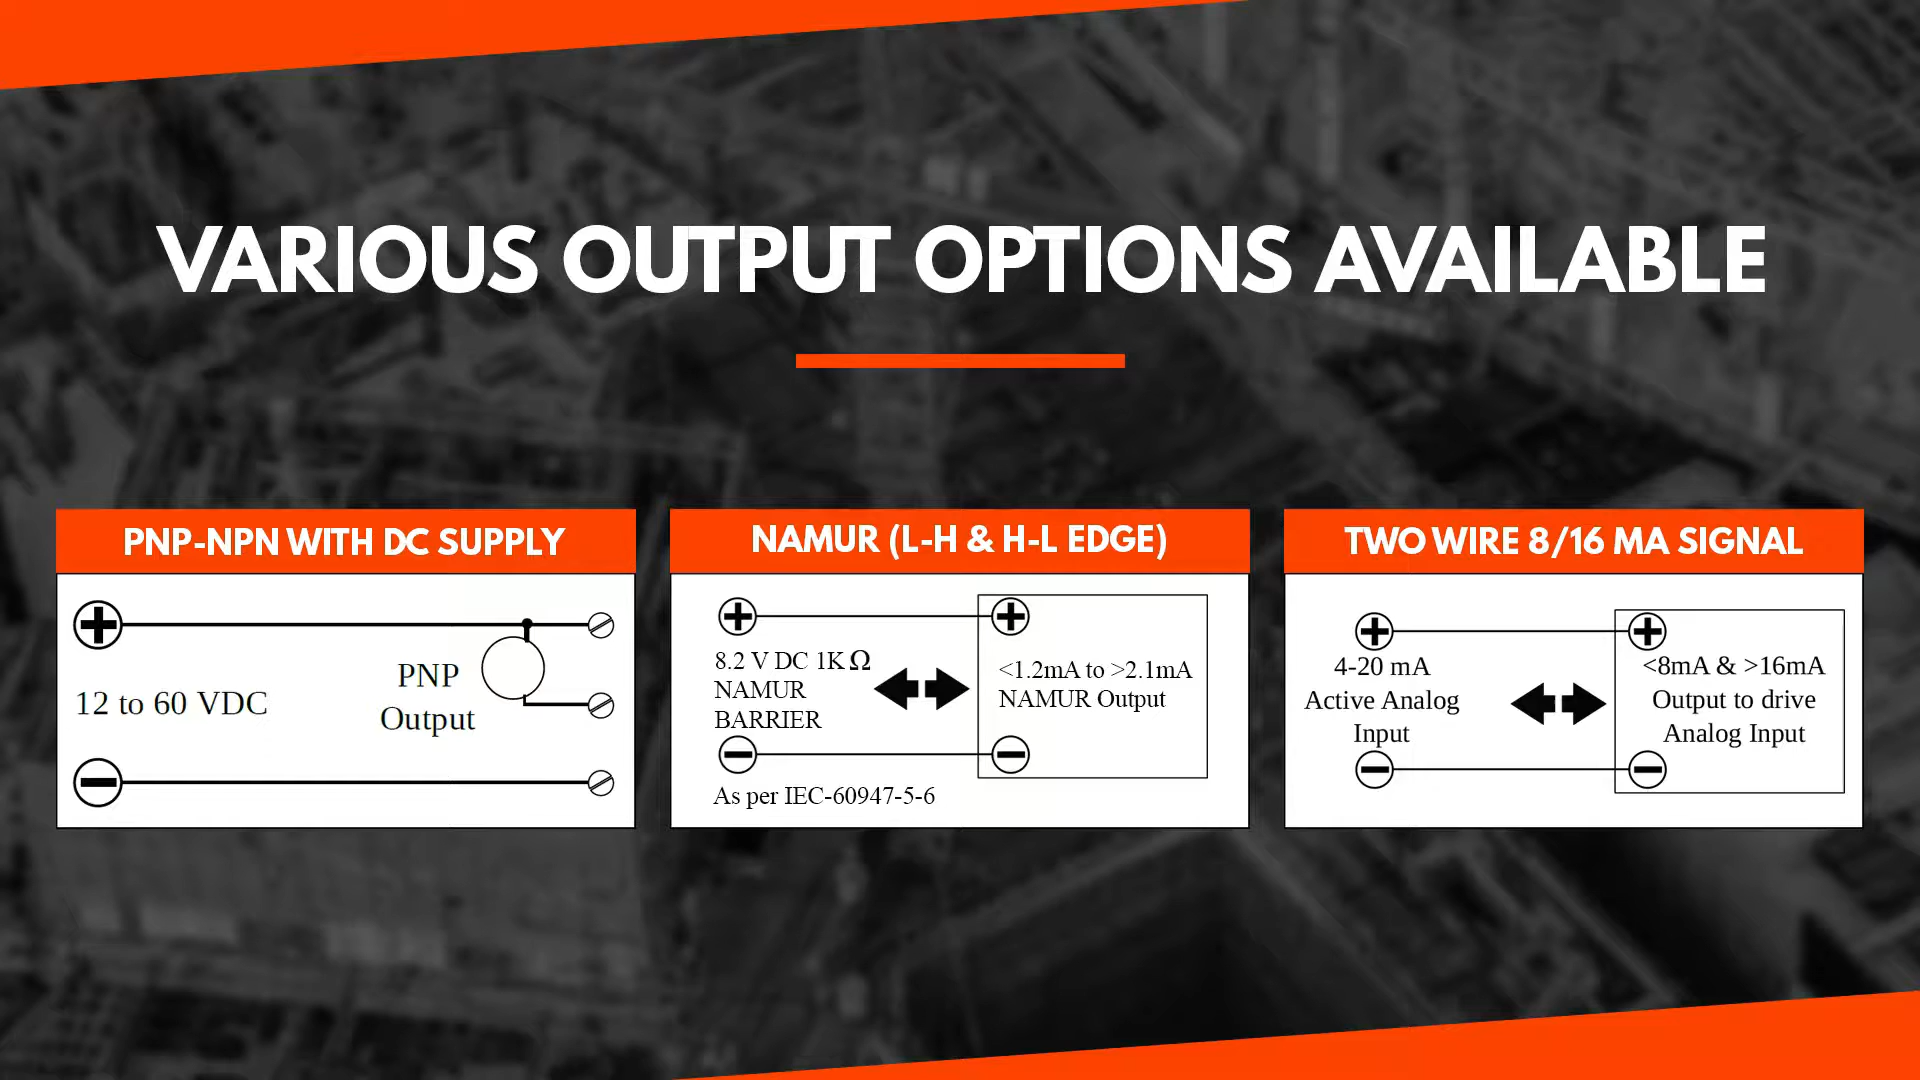 VARIOUS OUTPUT OPTIONS AVAILABLE
PNP-NPN WITH DC SUPPLY
12 to 60 VDC
PNP
Output
NAMUR (L-H & H-L EDGE)
8.2 V DC 1K Ω
NAMUR
BARRIER
<1.2mA to >2.1mA
NAMUR Output
As per IEC-60947-5-6
TWO WIRE 8/16 MA SIGNAL
4-20 mA
Active Analog
Input
<8mA & >16mA
Output to drive
Analog Input